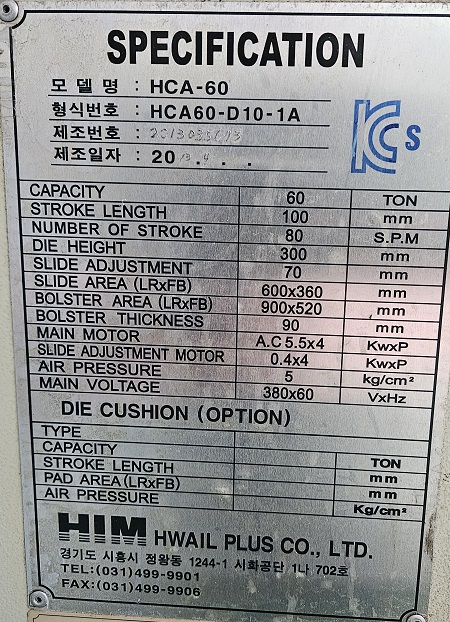 SPECIFICATION
모델명 : HCA-60
형식번호 : HCA60-D10-1A
제조번호 :
제조일자 : 20 . . .
KCs
CAPACITY 60 TON
STROKE LENGTH 100 mm
NUMBER OF STROKE 80 S.P.M
DIE HEIGHT 300 mm
SLIDE ADJUSTMENT 70 mm
SLIDE AREA (LRxFB) 600x360 mm
BOLSTER AREA (LRxFB) 900x520 mm
BOLSTER THICKNESS 90 mm
MAIN MOTOR A.C 5.5x4 KwxP
SLIDE ADJUSTMENT MOTOR 0.4x4 KwxP
AIR PRESSURE 5 kg/cm²
MAIN VOLTAGE 380x60 VxHz
DIE CUSHION (OPTION)
TYPE
CAPACITY TON
STROKE LENGTH mm
PAD AREA (LRxFB) mm
AIR PRESSURE Kg/cm²
HIM HWAIL PLUS CO., LTD.
경기도 시흥시 정왕동 1244-1 시화공단 1나 702호
TEL:(031)499-9901
FAX:(031)499-9906